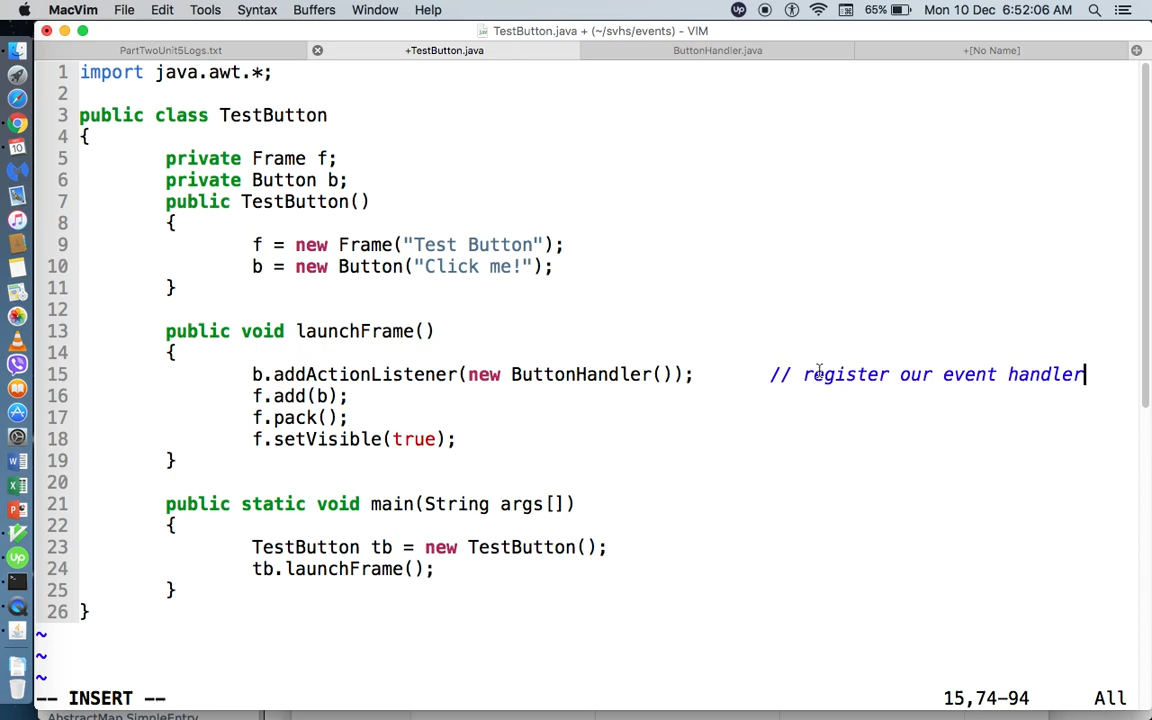 MacVim File Edit Tools Syntax Buffers Window Help 65% Mon 10 Dec 6:52:06 AM
TestButton.java + (~/svhs/events) - VIM
PartTwoUnit5Logs.txt +TestButton.java ButtonHandler.java +[No Name]
1 import java.awt.*;
2
3 public class TestButton
4 {
5 private Frame f;
6 private Button b;
7 public TestButton()
8 {
9 f = new Frame("Test Button");
10 b = new Button("Click me!");
11 }
12
13 public void launchFrame()
14 {
15 b.addActionListener(new ButtonHandler()); // register our event handler
16 f.add(b);
17 f.pack();
18 f.setVisible(true);
19 }
20
21 public static void main(String args[])
22 {
23 TestButton tb = new TestButton();
24 tb.launchFrame();
25 }
26 }
~
~
~
-- INSERT -- 15,74-94 All
AbstractMap SimpleEntry